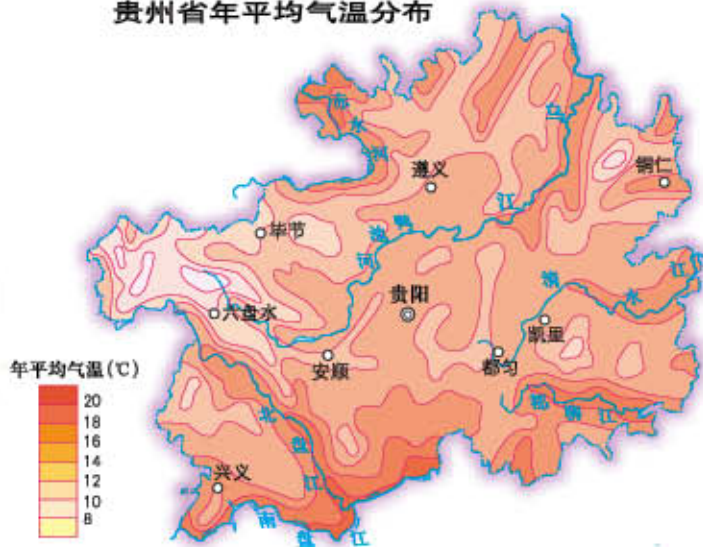 贵州省年平均气温分布
赤水河
乌江
铜仁
遵义
鸭池河
毕节
清水江
贵阳
六盘水
凯里
安顺
都匀
年平均气温(℃)
20
18
16
14
12
10
8
北盘江
都柳江
兴义
南盘江